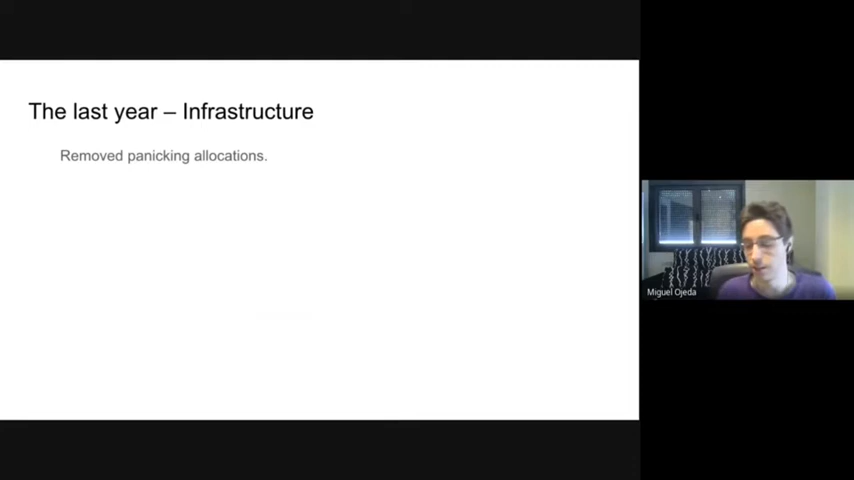 The last year – Infrastructure
Removed panicking allocations.
Miguel Ojeda